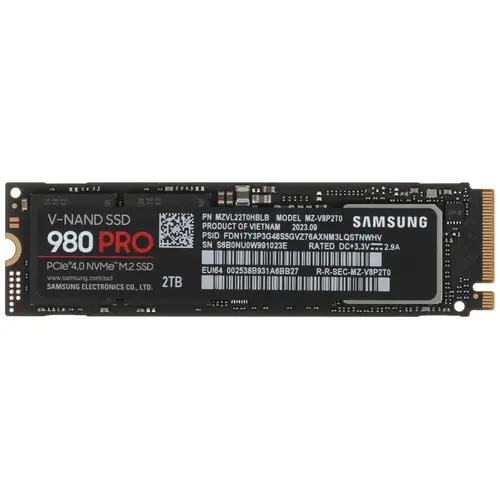 V-NAND SSD
980 PRO
PCIe® 4.0 NVMe™ M.2 SSD
www.samsung.com/ssd
SAMSUNG ELECTRONICS CO., LTD.
2TB
PN MZVL22T0HBLB MODEL MZ-V8P2T0
PRODUCT OF VIETNAM 2023.09
PSID FDN17Y3P3G48S5GVZ76AXNM3LQSTNWHV
SN S6B0NU0W991023E RATED DC+3.3V 2.9A
EUI64 002538B931A6BB27 R-R-SEC-MZ-V8P2T0
SAMSUNG